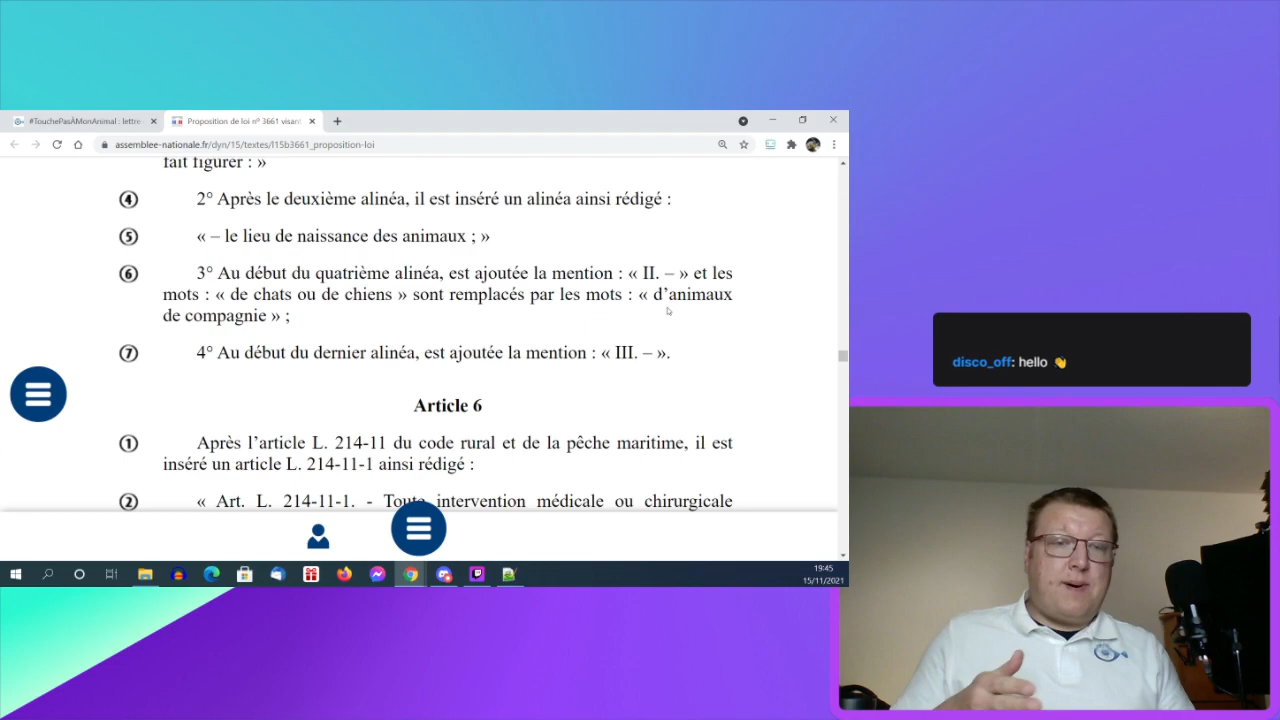 #TouchePasÀMonAnimal : lettre
Proposition de loi nº 3661 visant
assemblee-nationale.fr/dyn/15/textes/l15b3661_proposition-loi
fait figurer : »
4 2° Après le deuxième alinéa, il est inséré un alinéa ainsi rédigé :
5 « – le lieu de naissance des animaux ; »
6 3° Au début du quatrième alinéa, est ajoutée la mention : « II. – » et les
mots : « de chats ou de chiens » sont remplacés par les mots : « d’animaux
de compagnie » ;
7 4° Au début du dernier alinéa, est ajoutée la mention : « III. – ».
Article 6
1 Après l’article L. 214-11 du code rural et de la pêche maritime, il est
inséré un article L. 214-11-1 ainsi rédigé :
2 « Art. L. 214-11-1. - Toute intervention médicale ou chirurgicale
19:45
15/11/2021
disco_off: hello 👋